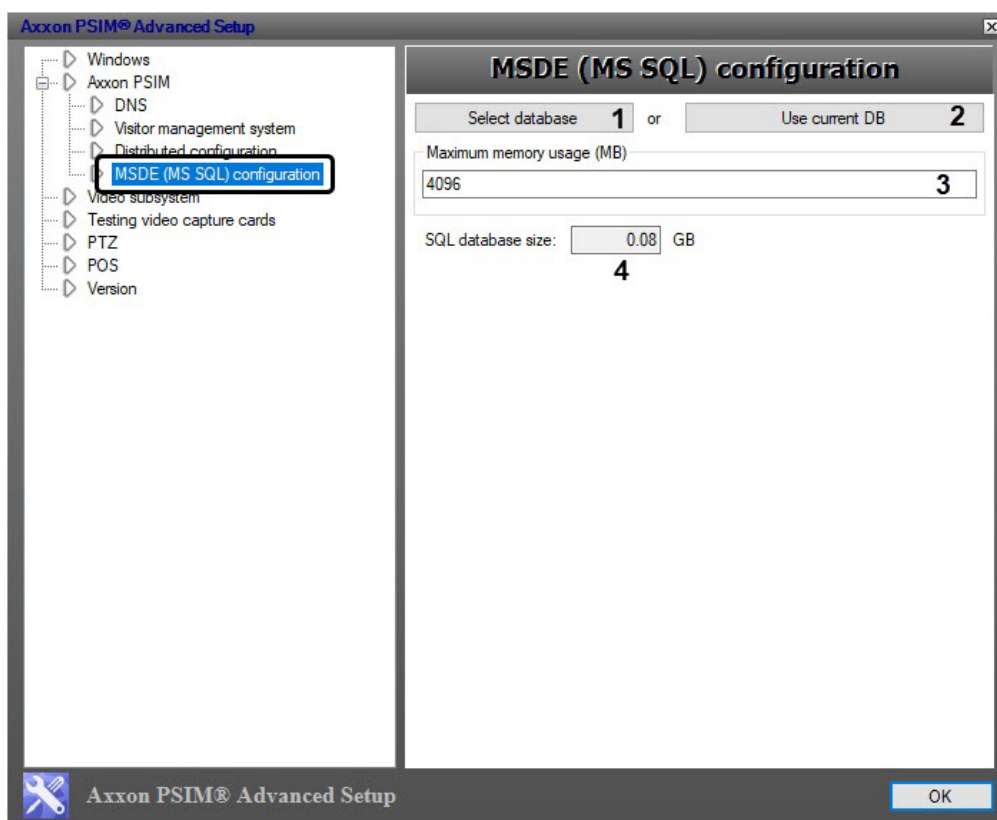 Axxon PSIM® Advanced Setup
Windows
Axxon PSIM
DNS
Visitor management system
Distributed configuration
MSDE (MS SQL) configuration
Video subsystem
Testing video capture cards
PTZ
POS
Version
MSDE (MS SQL) configuration
Select database 1 or Use current DB 2
Maximum memory usage (MB)
4096 3
SQL database size: 0.08 GB
4
Axxon PSIM® Advanced Setup
OK